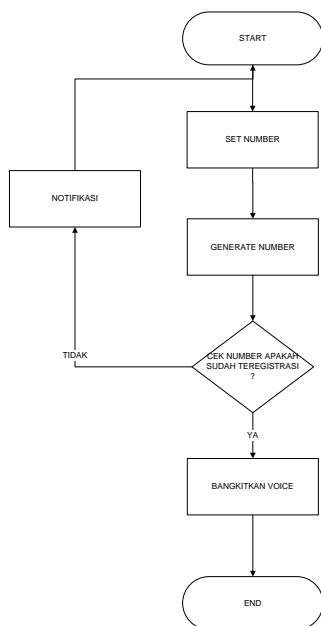 START
SET NUMBER
NOTIFIKASI
GENERATE NUMBER
TIDAK
CEK NUMBER APAKAH
SUDAH TEREGISTRASI
?
YA
BANGKITKAN VOICE
END